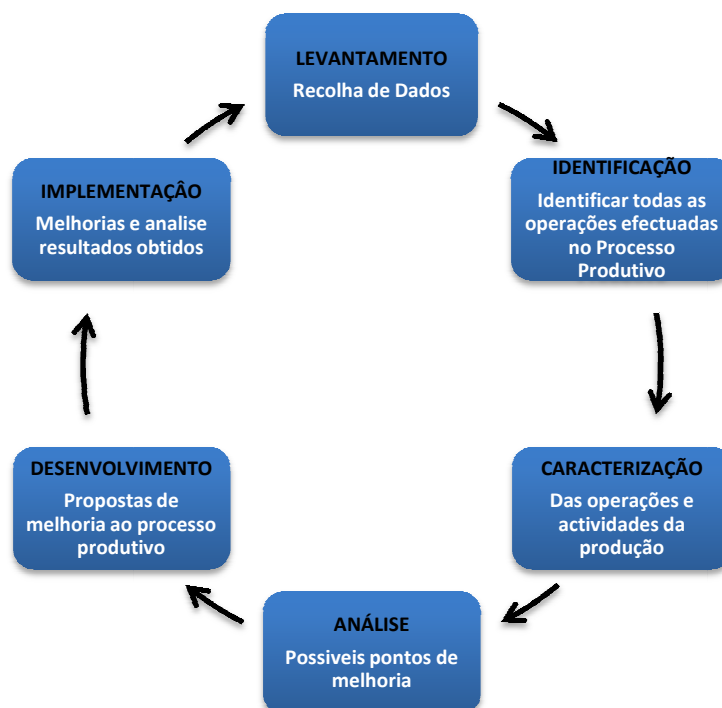 LEVANTAMENTO
Recolha de Dados
IDENTIFICAÇÃO
Identificar todas as
operações efectuadas
no Processo
Produtivo
CARACTERIZAÇÃO
Das operações e
actividades da
produção
ANÁLISE
Possiveis pontos de
melhoria
DESENVOLVIMENTO
Propostas de
melhoria ao processo
produtivo
IMPLEMENTAÇÂO
Melhorias e analise
resultados obtidos